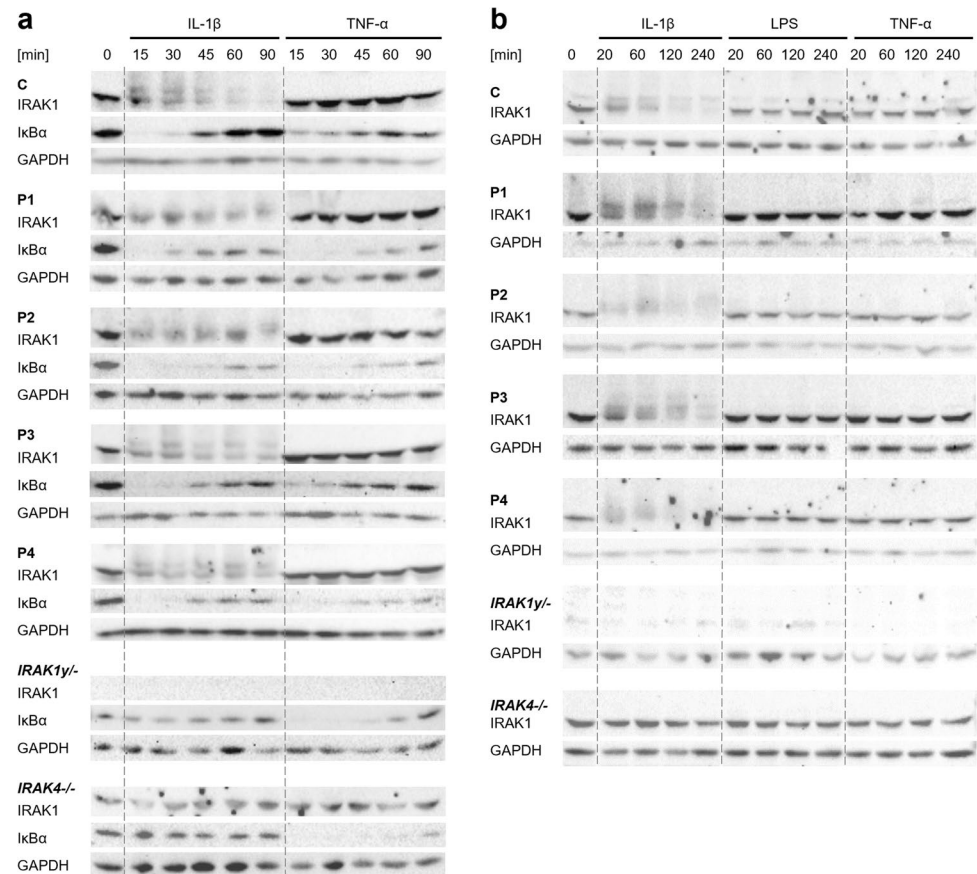 a
IL-1β TNF-α
[min] 0 15 30 45 60 90 15 30 45 60 90
C
IRAK1
IκBα
GAPDH
P1
IRAK1
IκBα
GAPDH
P2
IRAK1
IκBα
GAPDH
P3
IRAK1
IκBα
GAPDH
P4
IRAK1
IκBα
GAPDH
IRAK1y/-
IRAK1
IκBα
GAPDH
IRAK4-/-
IRAK1
IκBα
GAPDH
b
IL-1β LPS TNF-α
[min] 0 20 60 120 240 20 60 120 240 20 60 120 240
C
IRAK1
GAPDH
P1
IRAK1
GAPDH
P2
IRAK1
GAPDH
P3
IRAK1
GAPDH
P4
IRAK1
GAPDH
IRAK1y/-
IRAK1
GAPDH
IRAK4-/-
IRAK1
GAPDH